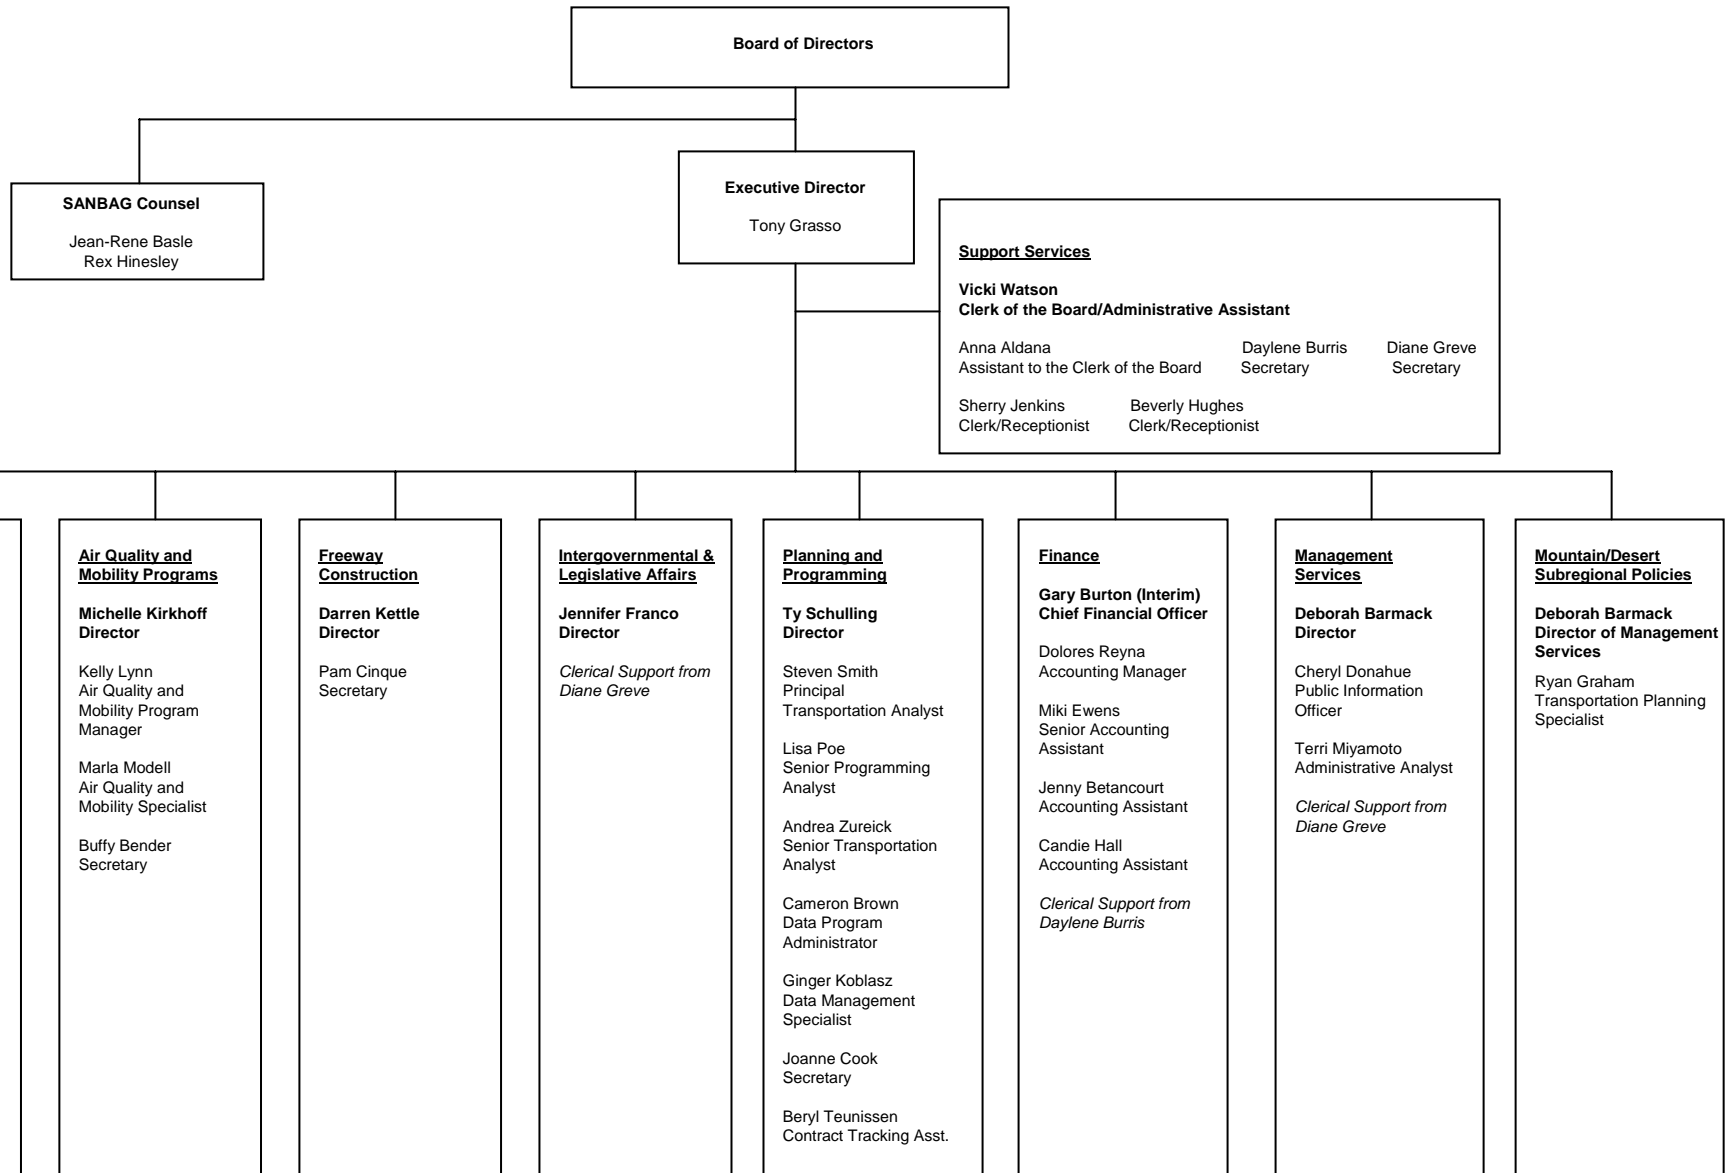 Board of Directors
SANBAG Counsel
Jean-Rene Basle
Rex Hinesley
Executive Director
Tony Grasso
Support Services
Vicki Watson
Clerk of the Board/Administrative Assistant
Anna Aldana Daylene Burris Diane Greve
Assistant to the Clerk of the Board Secretary Secretary
Sherry Jenkins Beverly Hughes
Clerk/Receptionist Clerk/Receptionist
Air Quality and
Mobility Programs
Michelle Kirkhoff
Director
Kelly Lynn
Air Quality and
Mobility Program
Manager
Marla Modell
Air Quality and
Mobility Specialist
Buffy Bender
Secretary
Freeway
Construction
Darren Kettle
Director
Pam Cinque
Secretary
Intergovernmental &
Legislative Affairs
Jennifer Franco
Director
Clerical Support from
Diane Greve
Planning and
Programming
Ty Schulling
Director
Steven Smith
Principal
Transportation Analyst
Lisa Poe
Senior Programming
Analyst
Andrea Zureick
Senior Transportation
Analyst
Cameron Brown
Data Program
Administrator
Ginger Koblasz
Data Management
Specialist
Joanne Cook
Secretary
Beryl Teunissen
Contract Tracking Asst.
Finance
Gary Burton (Interim)
Chief Financial Officer
Dolores Reyna
Accounting Manager
Miki Ewens
Senior Accounting
Assistant
Jenny Betancourt
Accounting Assistant
Candie Hall
Accounting Assistant
Clerical Support from
Daylene Burris
Management
Services
Deborah Barmack
Director
Cheryl Donahue
Public Information
Officer
Terri Miyamoto
Administrative Analyst
Clerical Support from
Diane Greve
Mountain/Desert
Subregional Policies
Deborah Barmack
Director of Management
Services
Ryan Graham
Transportation Planning
Specialist